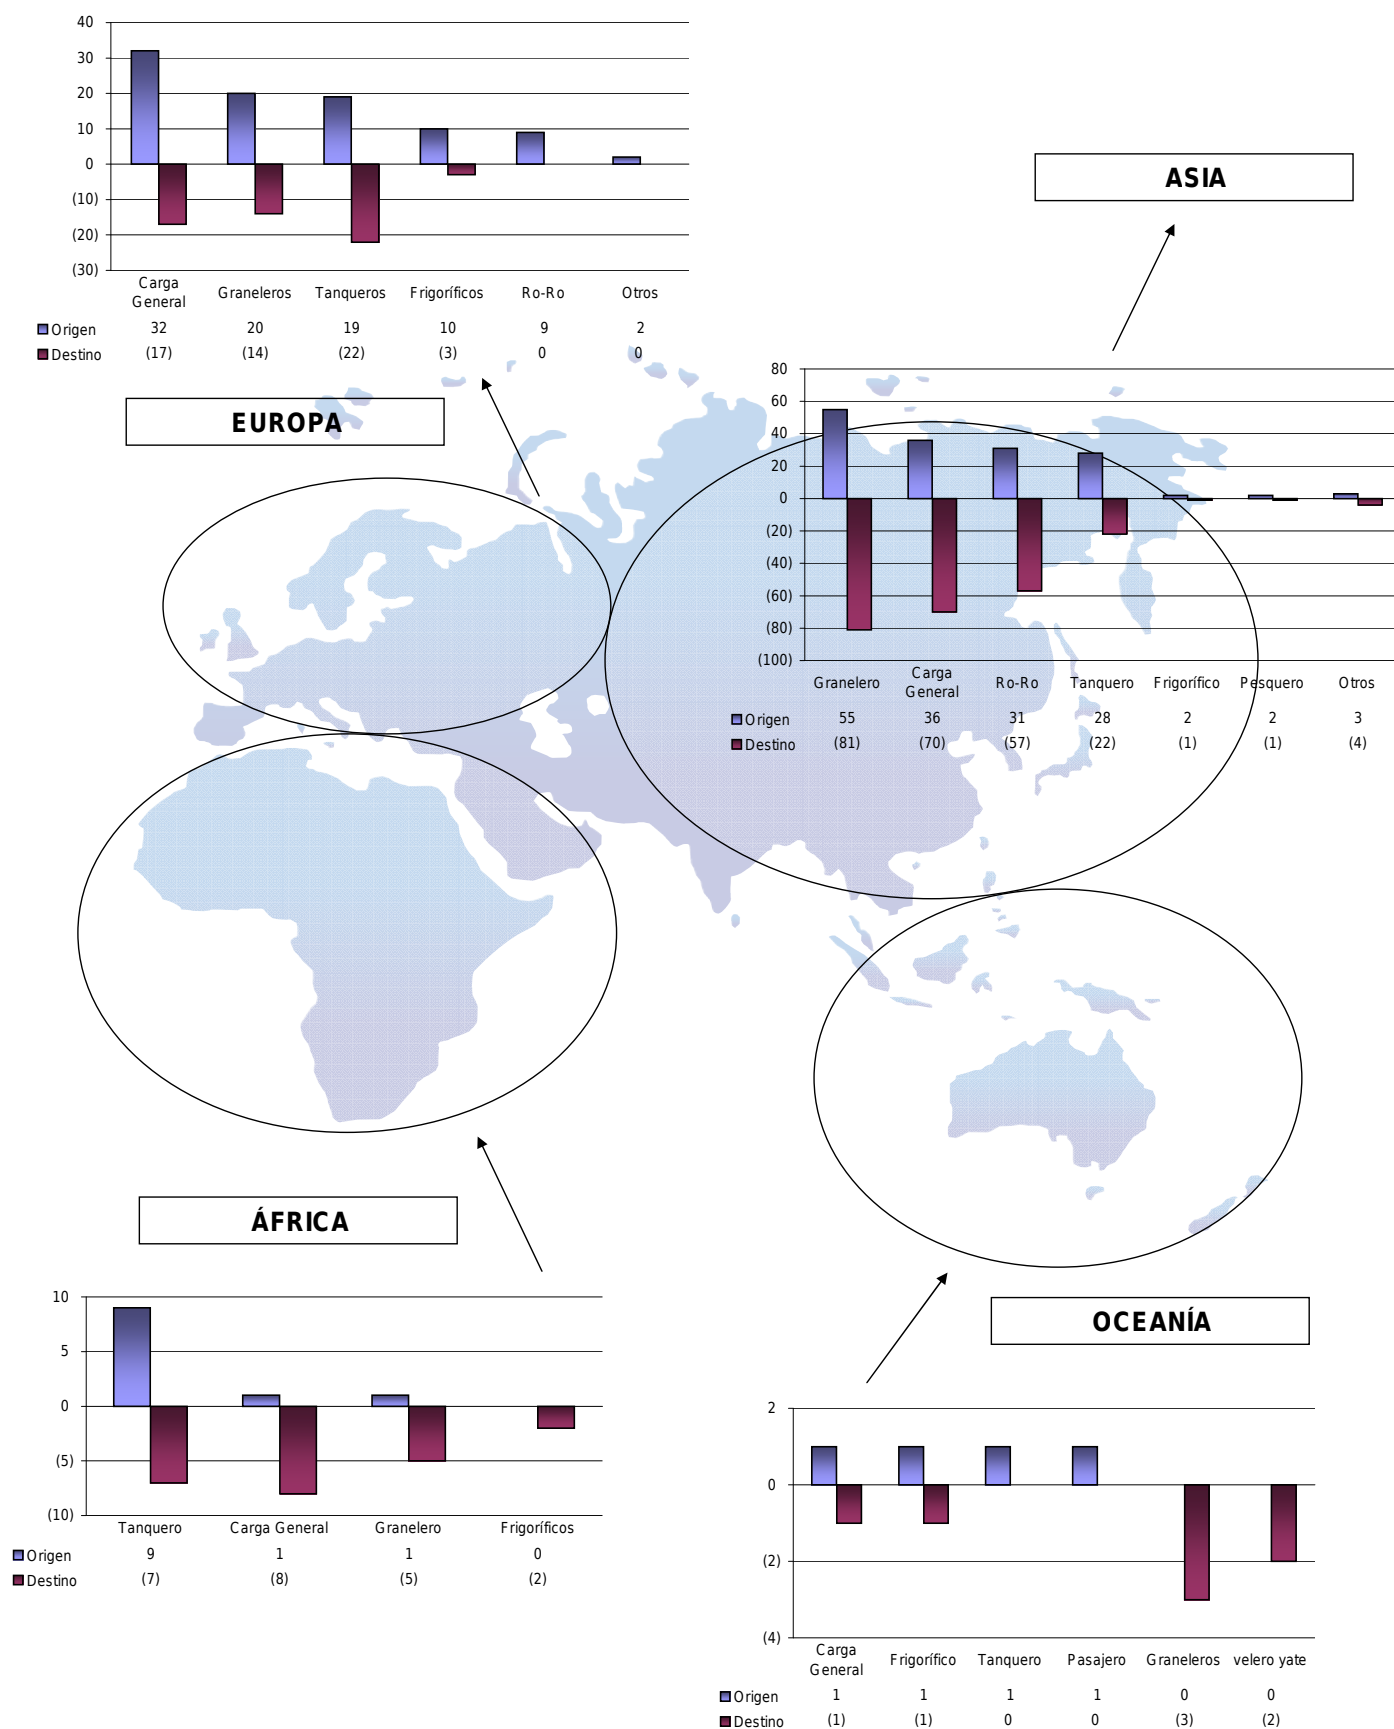 40
30
20
10
0
(10)
(20)
(30)
Carga General Graneleros Tanqueros Frigoríficos Ro-Ro Otros
Origen 32 20 19 10 9 2
Destino (17) (14) (22) (3) 0 0
EUROPA
ASIA
80
60
40
20
0
(20)
(40)
(60)
(80)
(100)
Granelero Carga General Ro-Ro Tanquero Frigorífico Pesquero Otros
Origen 55 36 31 28 2 2 3
Destino (81) (70) (57) (22) (1) (1) (4)
ÁFRICA
10
5
0
(5)
(10)
Tanquero Carga General Granelero Frigoríficos
Origen 9 1 1 0
Destino (7) (8) (5) (2)
OCEANÍA
2
0
(2)
(4)
Carga General Frigorífico Tanquero Pasajero Graneleros velero yate
Origen 1 1 1 1 0 0
Destino (1) (1) 0 0 (3) (2)